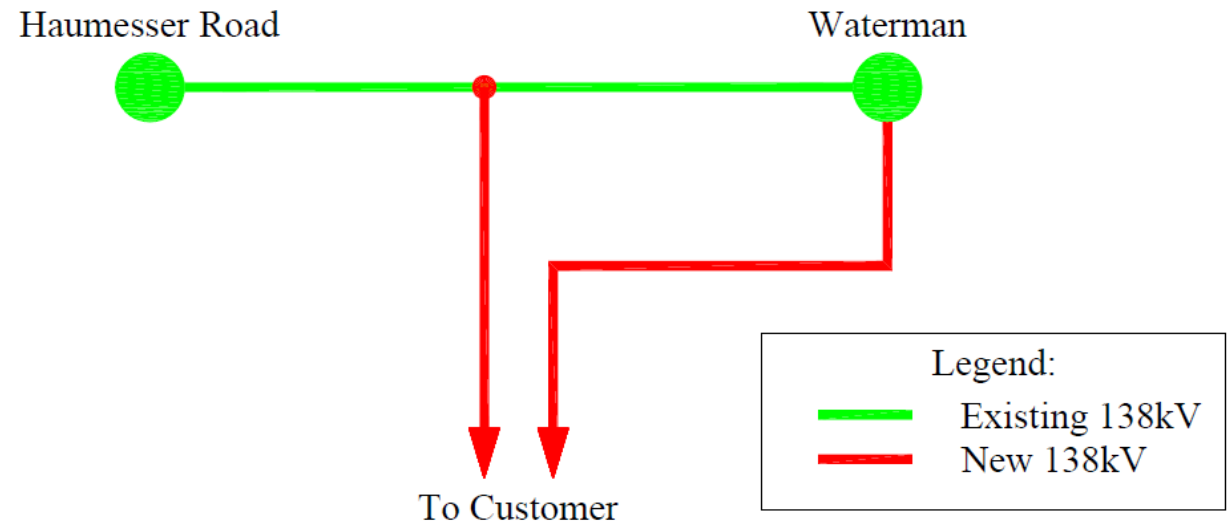 Haumesser Road
Waterman
Legend:
Existing 138kV
New 138kV
To Customer